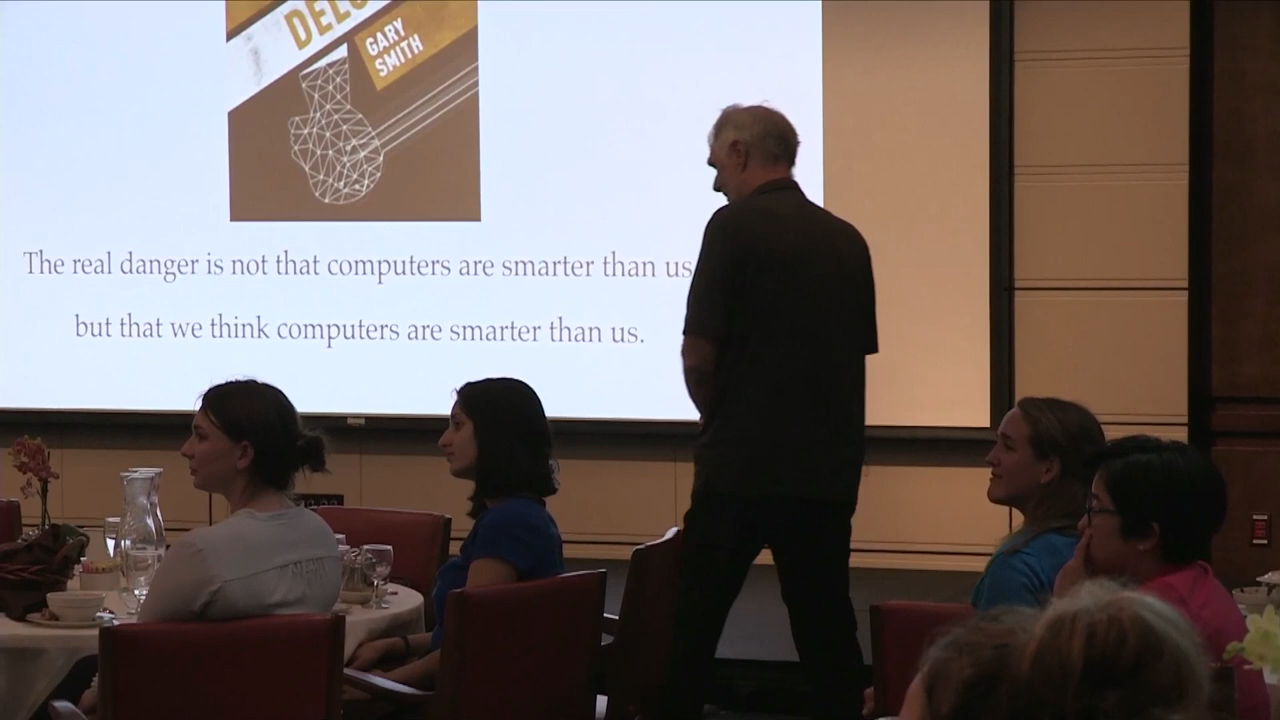 GARY
SMITH
The real danger is not that computers are smarter than us
but that we think computers are smarter than us.